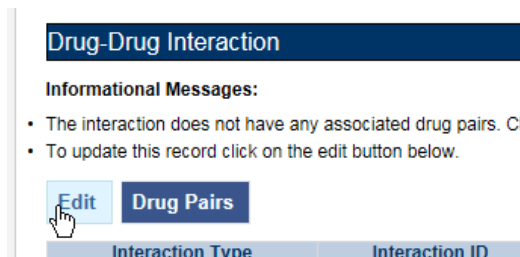 Drug-Drug Interaction
Informational Messages:
• The interaction does not have any associated drug pairs.
• To update this record click on the edit button below.
Edit Drug Pairs
Interaction Type Interaction ID